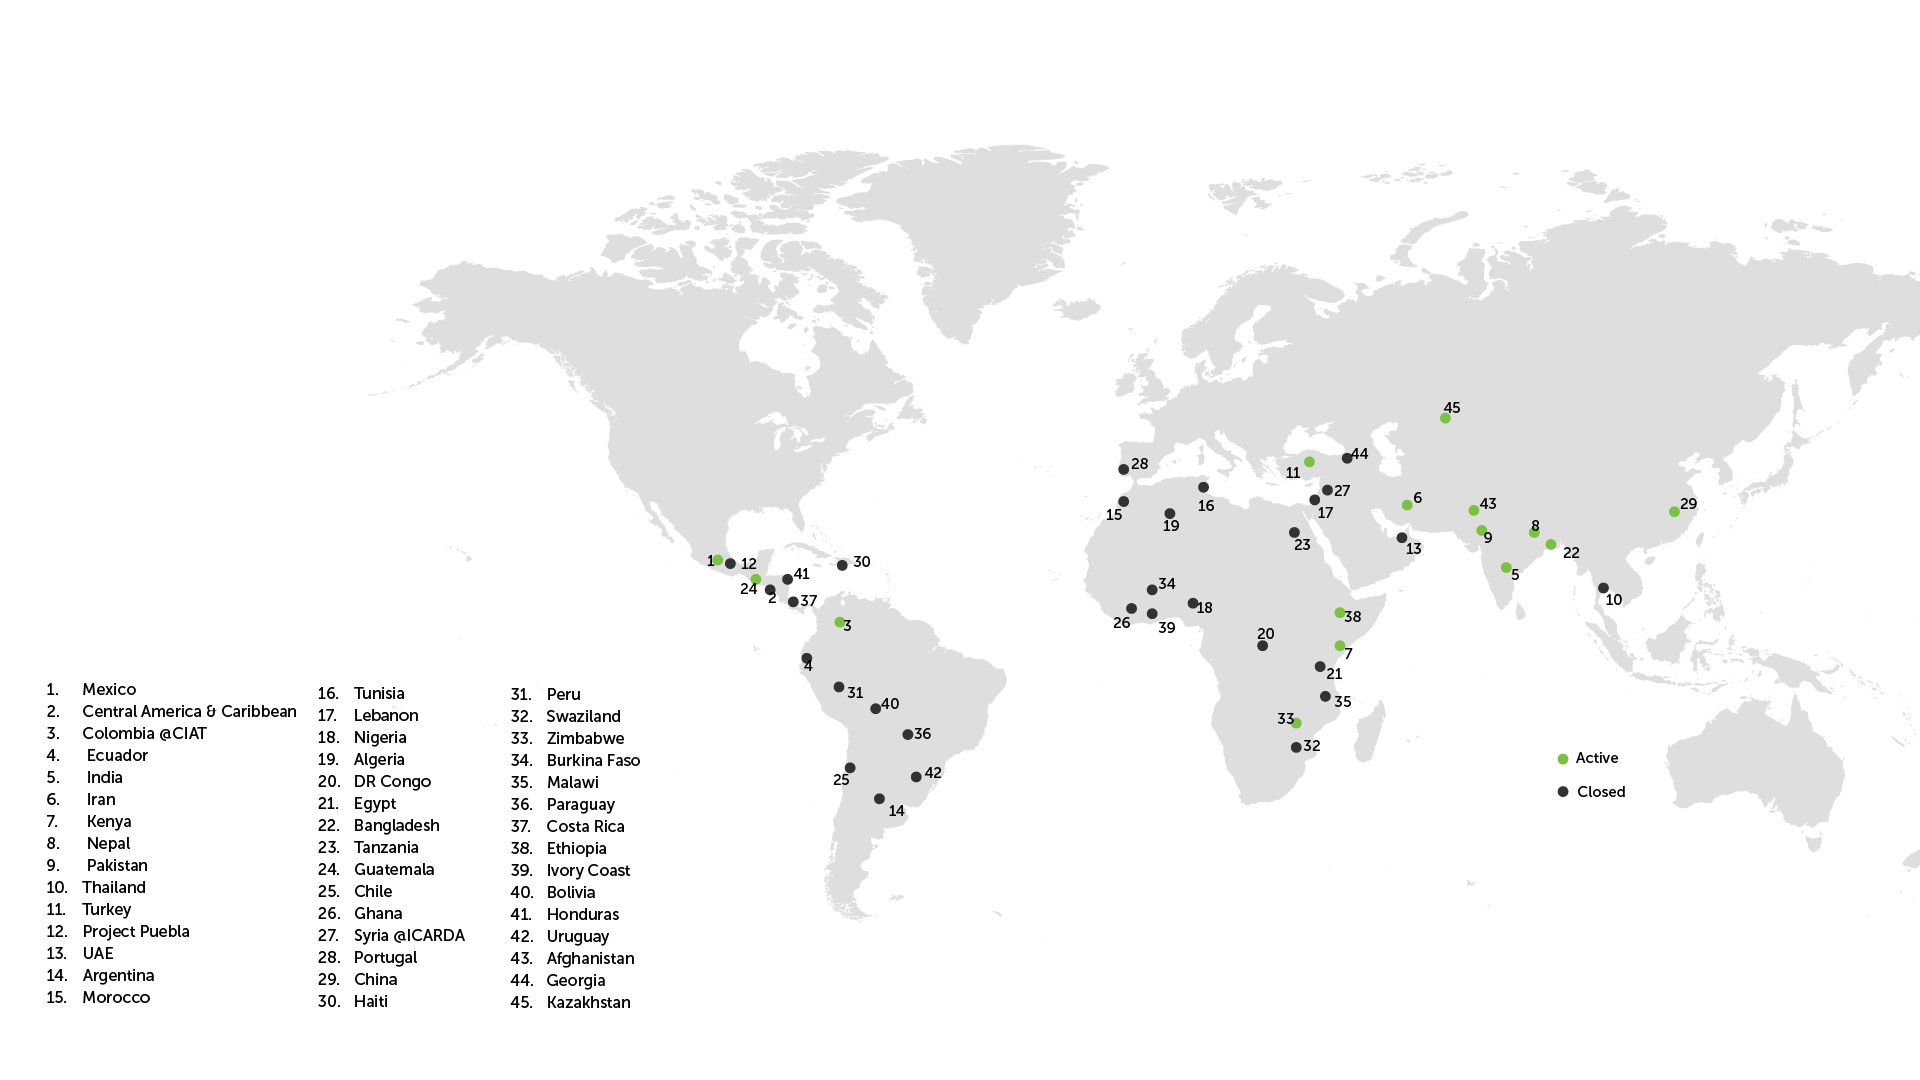 45
44
28
11
27
6
43
29
16
17
15
19
8
23
13
9
22
1
12
30
41
5
24
2
34
37
10
18
38
26
39
3
20
7
4
21
31
35
40
33
36
32
25
42
14
Active
Closed
1. Mexico
2. Central America & Caribbean
3. Colombia @CIAT
4. Ecuador
5. India
6. Iran
7. Kenya
8. Nepal
9. Pakistan
10. Thailand
11. Turkey
12. Project Puebla
13. UAE
14. Argentina
15. Morocco
16. Tunisia
17. Lebanon
18. Nigeria
19. Algeria
20. DR Congo
21. Egypt
22. Bangladesh
23. Tanzania
24. Guatemala
25. Chile
26. Ghana
27. Syria @ICARDA
28. Portugal
29. China
30. Haiti
31. Peru
32. Swaziland
33. Zimbabwe
34. Burkina Faso
35. Malawi
36. Paraguay
37. Costa Rica
38. Ethiopia
39. Ivory Coast
40. Bolivia
41. Honduras
42. Uruguay
43. Afghanistan
44. Georgia
45. Kazakhstan